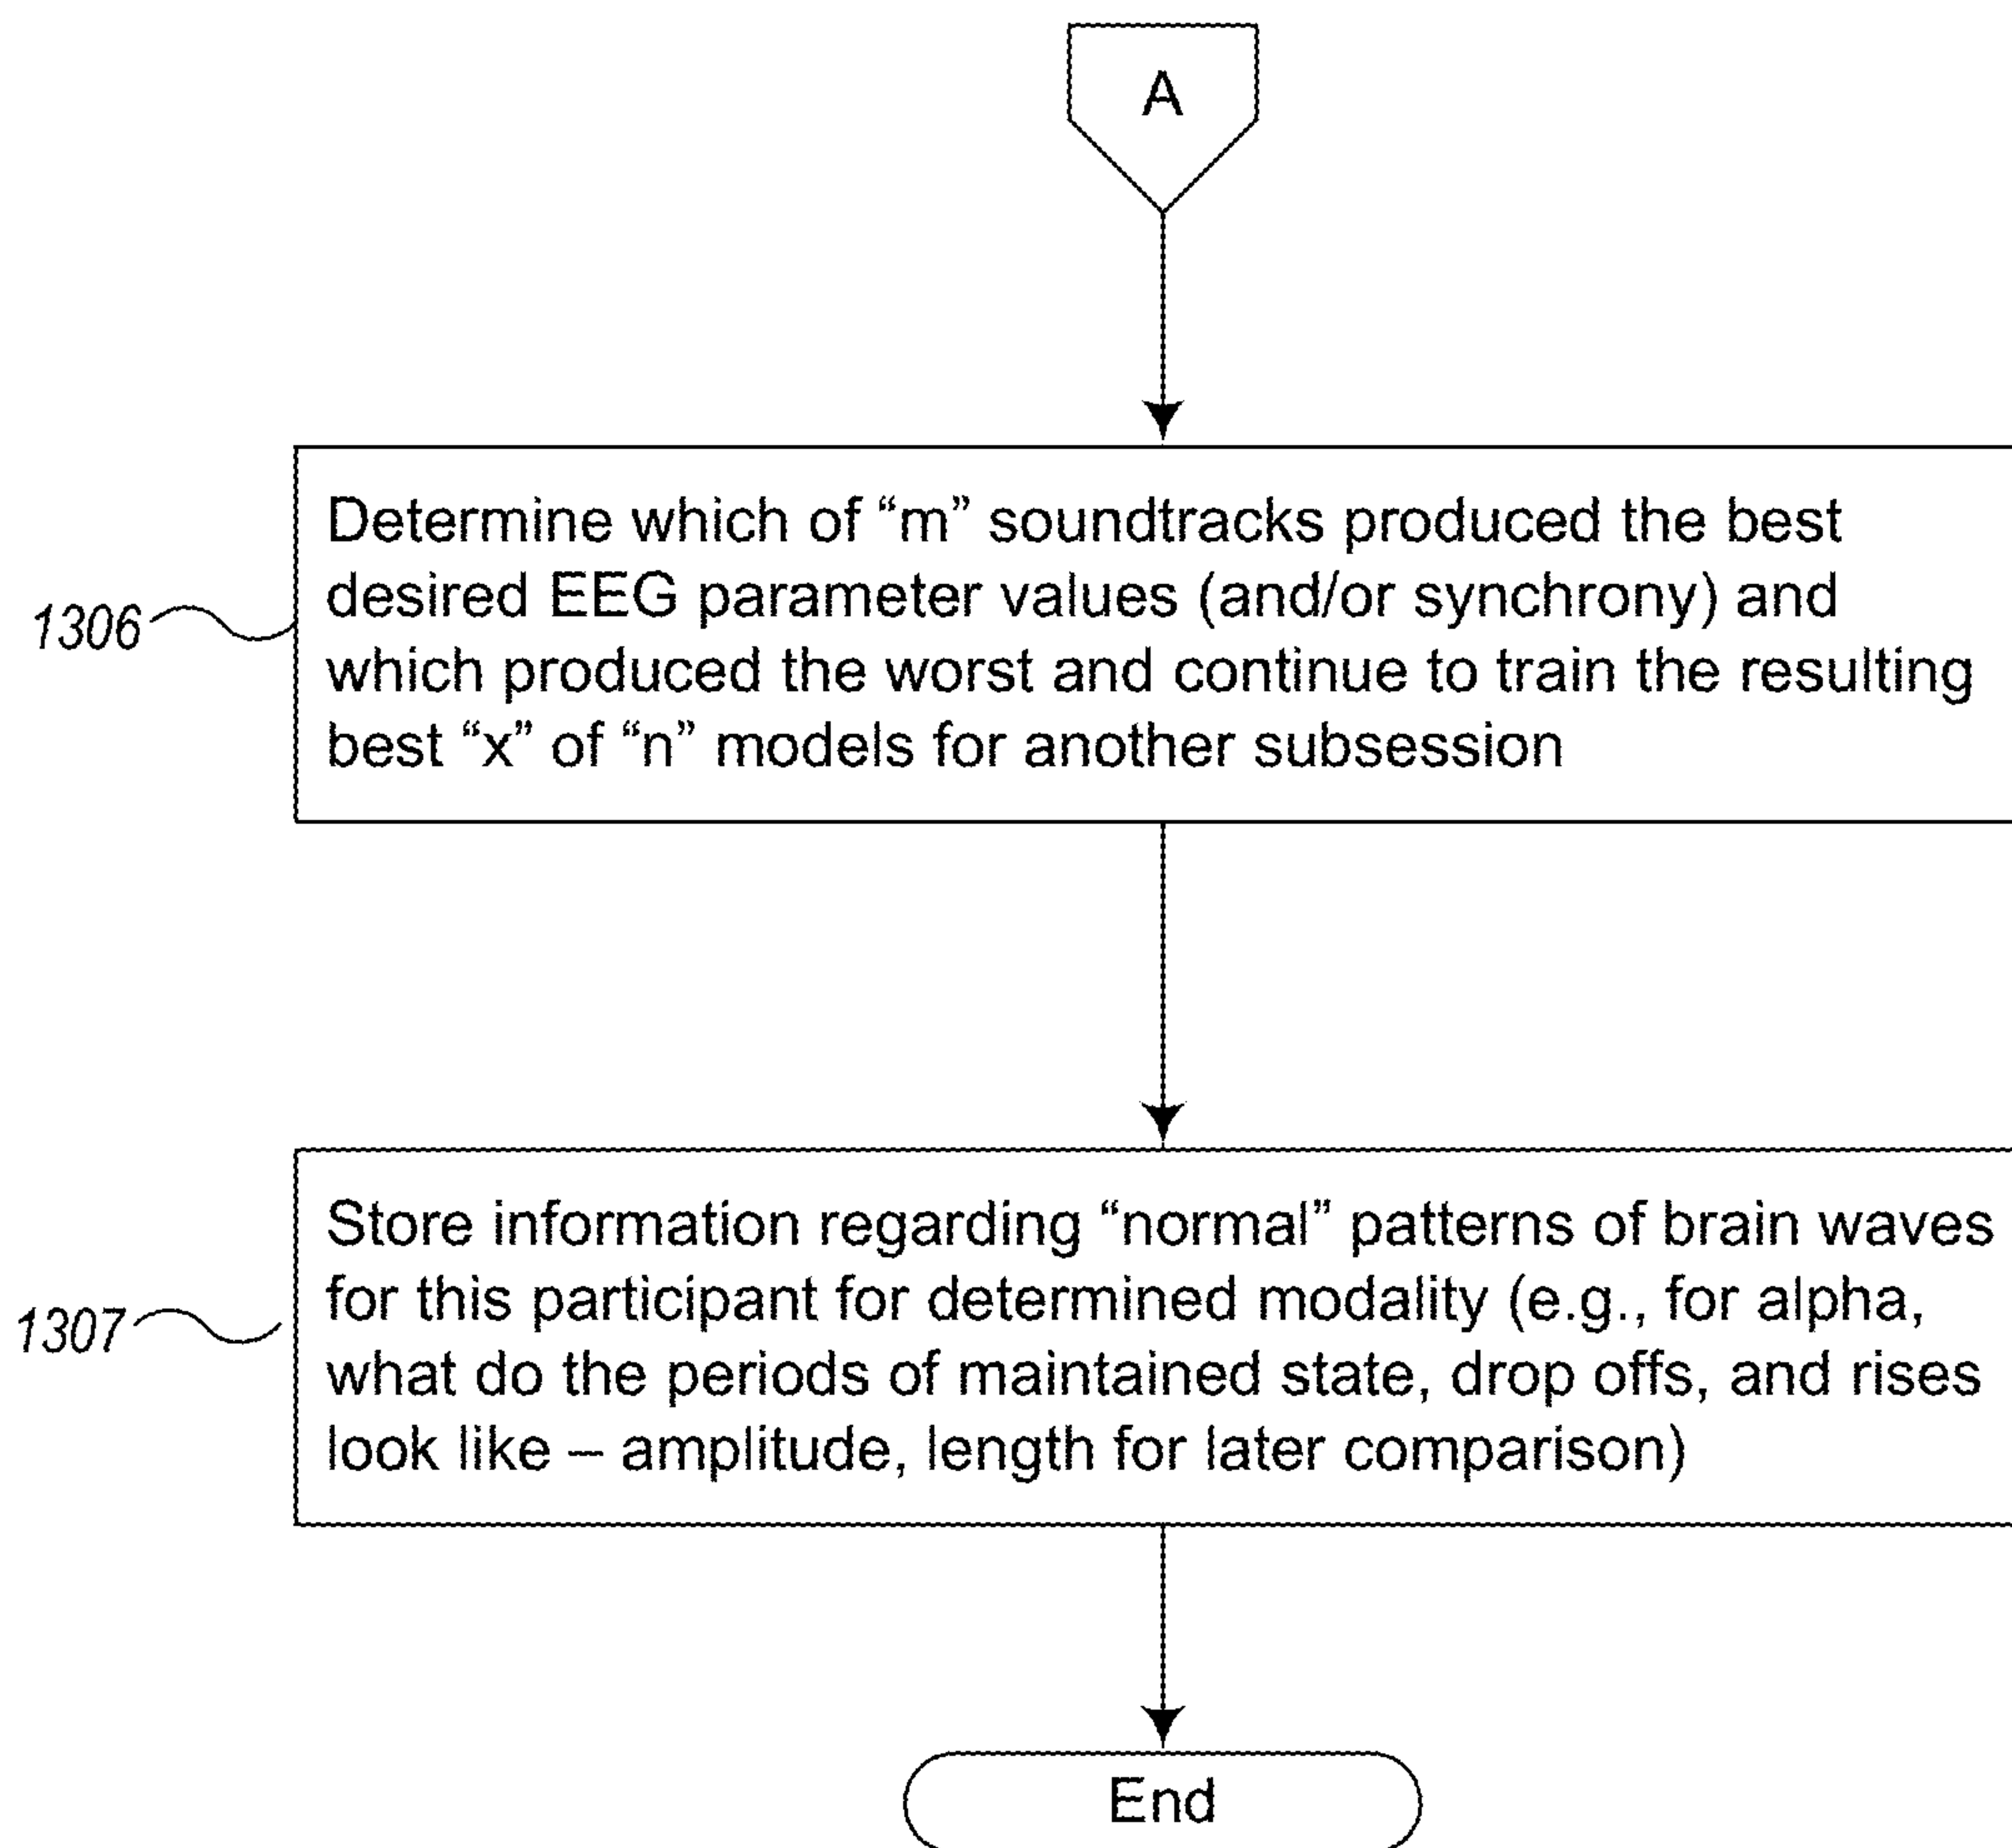 A
Determine which of “m” soundtracks produced the best
desired EEG parameter values (and/or synchrony) and
which produced the worst and continue to train the resulting
best “x” of “n” models for another subsession
1306
Store information regarding “normal” patterns of brain waves
for this participant for determined modality (e.g., for alpha,
what do the periods of maintained state, drop offs, and rises
look like – amplitude, length for later comparison)
1307
End